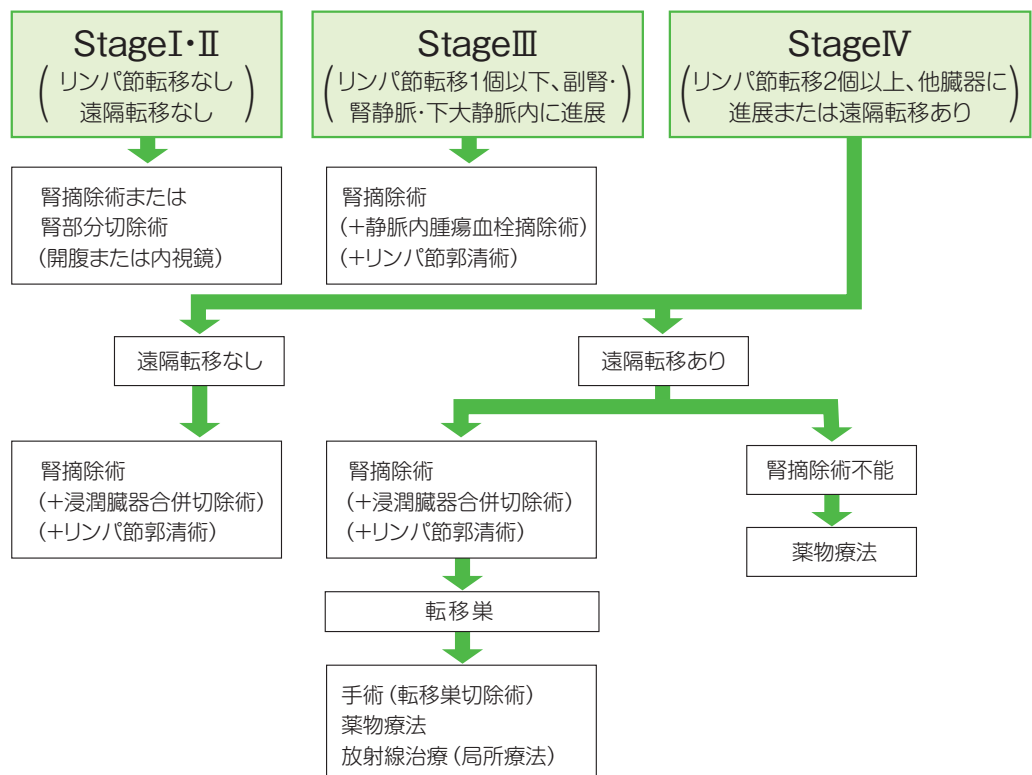 StageⅠ・Ⅱ
(リンパ節転移なし
遠隔転移なし)
StageⅢ
(リンパ節転移1個以下、副腎・
腎静脈・下大静脈内に進展)
StageⅣ
(リンパ節転移2個以上、他臓器に
進展または遠隔転移あり)
腎摘除術または
腎部分切除術
(開腹または内視鏡)
腎摘除術
(+静脈内腫瘍血栓摘除術)
(+リンパ節郭清術)
遠隔転移なし
遠隔転移あり
腎摘除術
(+浸潤臓器合併切除術)
(+リンパ節郭清術)
腎摘除術
(+浸潤臓器合併切除術)
(+リンパ節郭清術)
腎摘除術不能
薬物療法
転移巣
手術(転移巣切除術)
薬物療法
放射線治療(局所療法)